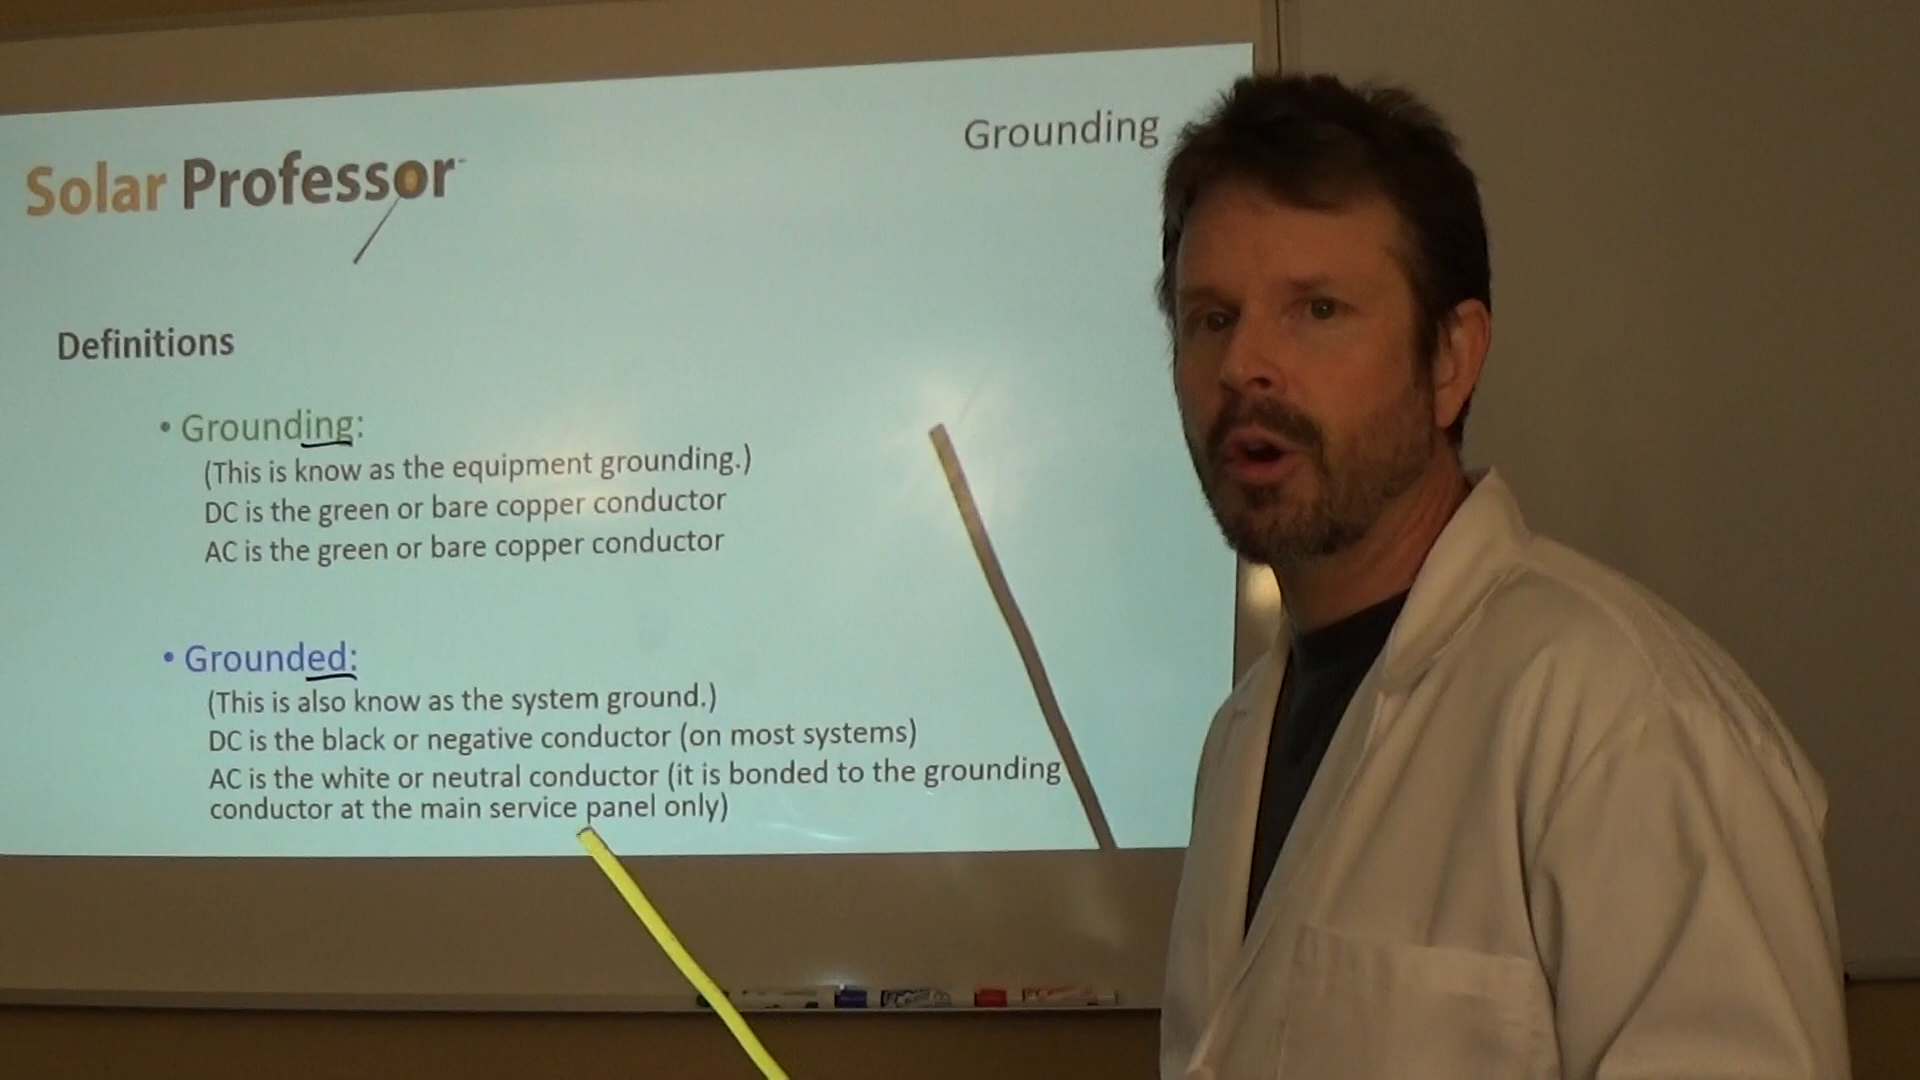 Grounding
Solar Professor
Definitions
• Grounding:
(This is know as the equipment grounding.)
DC is the green or bare copper conductor
AC is the green or bare copper conductor
• Grounded:
(This is also know as the system ground.)
DC is the black or negative conductor (on most systems)
AC is the white or neutral conductor (it is bonded to the grounding
conductor at the main service panel only)